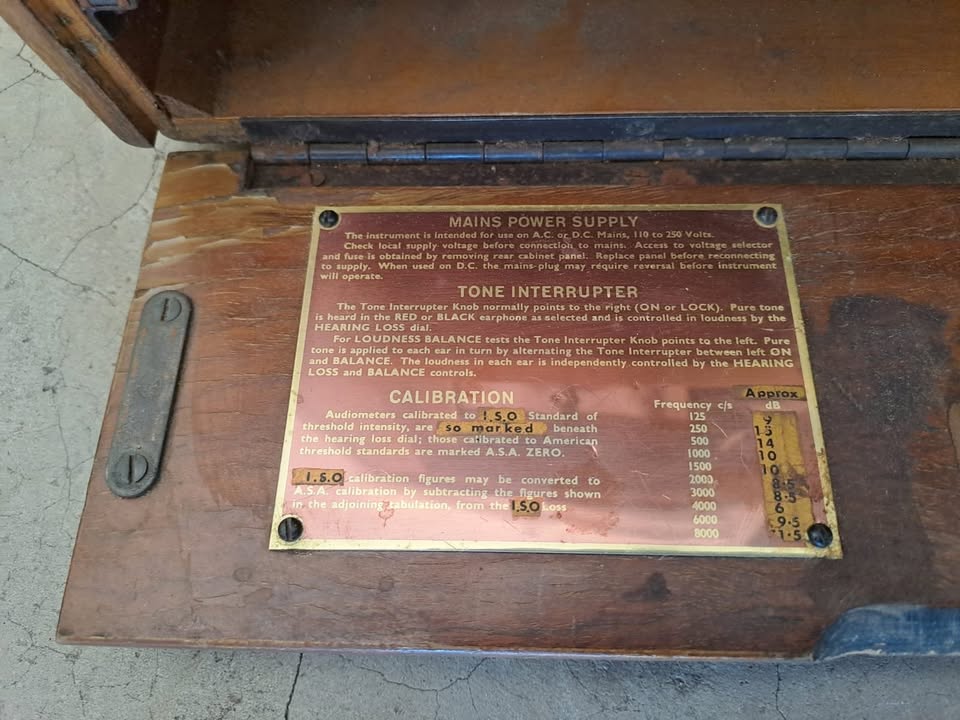 MAINS POWER SUPPLY
The instrument is intended for use on A.C. or D.C. Mains, 110 to 250 Volts.
Check local supply voltage before connection to mains. Access to voltage selector
and fuse is obtained by removing rear cabinet panel. Replace panel before reconnecting
to supply. When used on D.C. the mains-plug may require reversal before instrument
will operate.
TONE INTERRUPTER
The Tone Interrupter Knob normally points to the right (ON or LOCK). Pure tone
is heard in the RED or BLACK earphone as selected and is controlled in loudness by the
HEARING LOSS dial.
For LOUDNESS BALANCE tests the Tone Interrupter Knob points to the left. Pure
tone is applied to each ear in turn by alternating the Tone Interrupter between left ON
and BALANCE. The loudness in each ear is independently controlled by the HEARING
LOSS and BALANCE controls.
CALIBRATION
Audiometers calibrated to I.S.O Standard of
threshold intensity, are so marked beneath
the hearing loss dial; those calibrated to American
threshold standards are marked A.S.A. ZERO.
I.S.O calibration figures may be converted to
A.S.A. calibration by subtracting the figures shown
in the adjoining tabulation, from the I.S.O Loss
Approx
Frequency c/s dB
125 9
250 15
500 14
1000 10
1500 10
2000 8.5
3000 8.5
4000 6
6000 9.5
8000